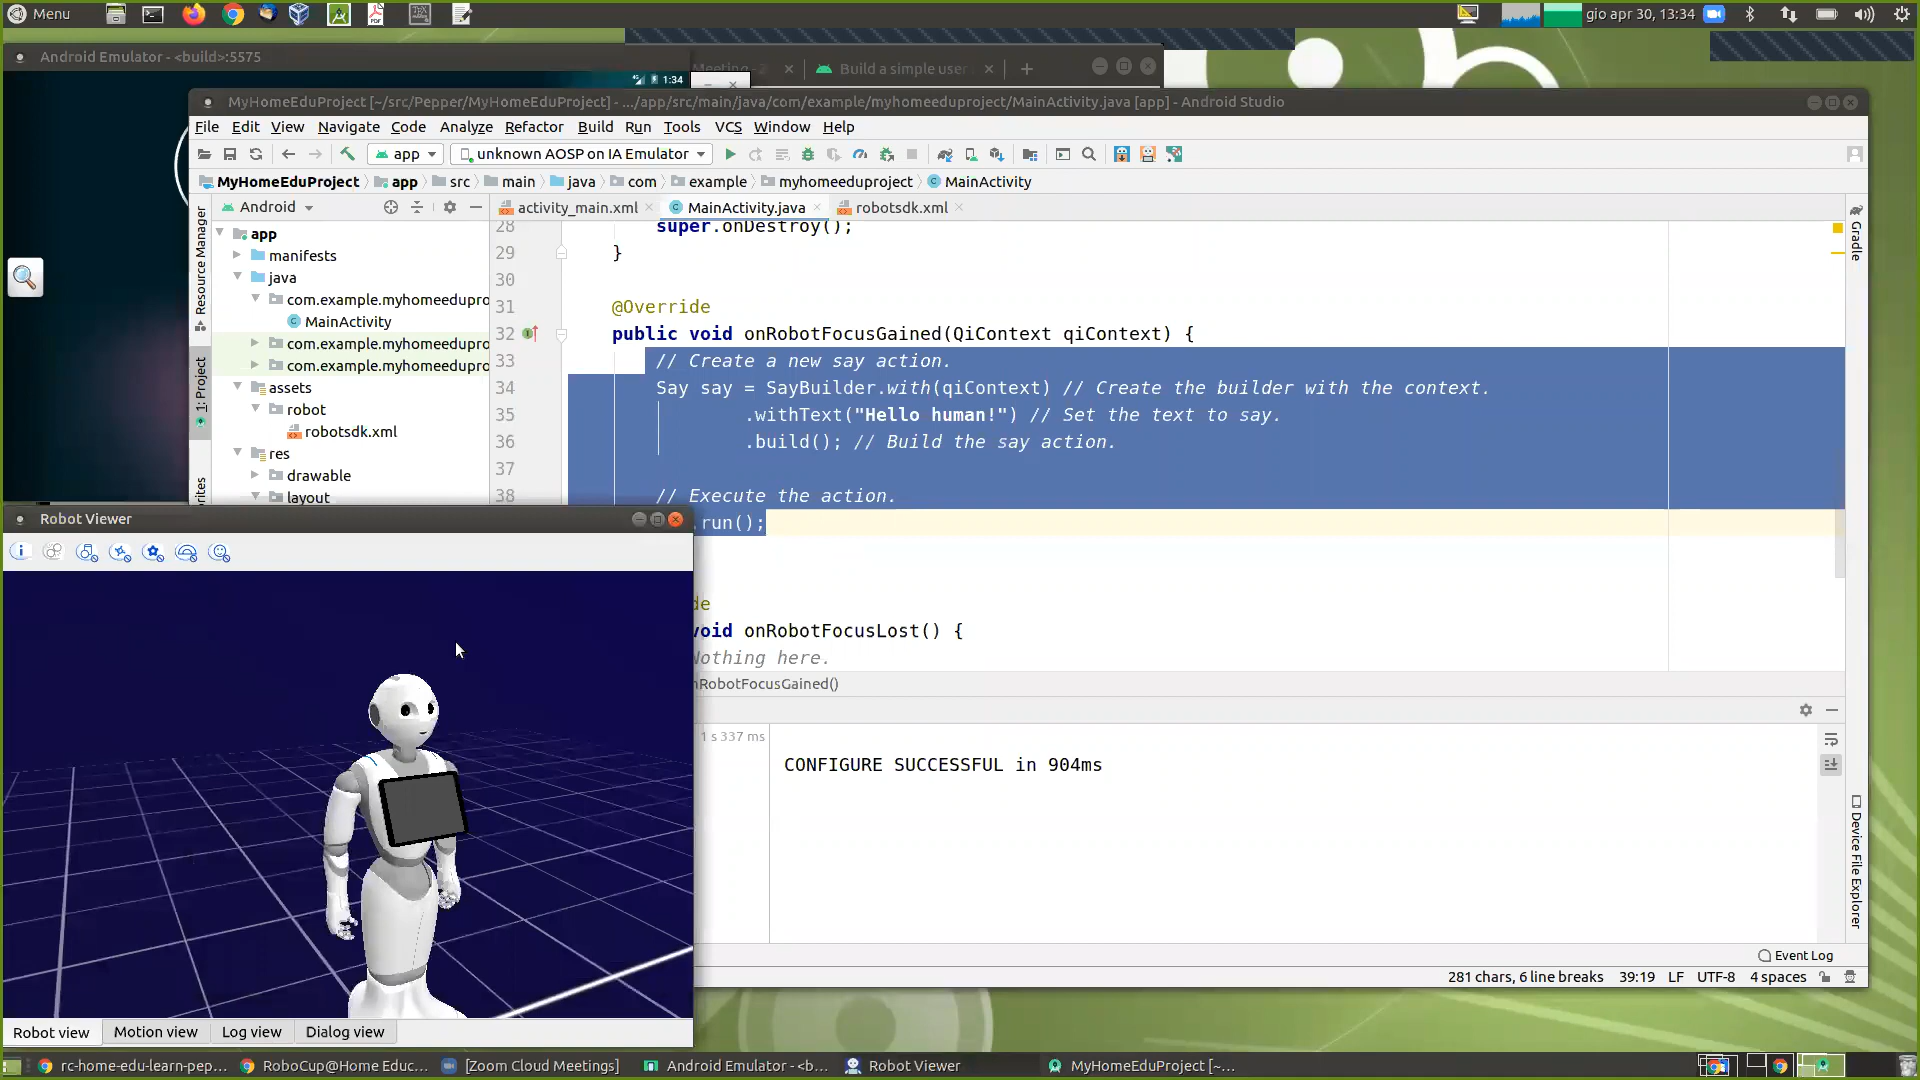 Menu
gio apr 30, 13:34
Android Emulator - <build>:5575
1:34
Build a simple user
MyHomeEduProject [~/src/Pepper/MyHomeEduProject] - .../app/src/main/java/com/example/myhomeeduproject/MainActivity.java [app] - Android Studio
File Edit View Navigate Code Analyze Refactor Build Run Tools VCS Window Help
app unknown AOSP on IA Emulator
MyHomeEduProject app src main java com example myhomeeduproject MainActivity
Android activity_main.xml MainActivity.java robotsdk.xml
Resource Manager
1: Project
Gradle
Device File Explorer
app
manifests
java
com.example.myhomeedupro
MainActivity
com.example.myhomeedupro
com.example.myhomeedupro
assets
robot
robotsdk.xml
res
drawable
layout
28 super.onDestroy();
29 }
30
31 @Override
32 public void onRobotFocusGained(QiContext qiContext) {
33 // Create a new say action.
34 Say say = SayBuilder.with(qiContext) // Create the builder with the context.
35 .withText("Hello human!") // Set the text to say.
36 .build(); // Build the say action.
37
38 // Execute the action.
.run();
de
void onRobotFocusLost() {
Nothing here.
nRobotFocusGained()
1 s 337 ms
CONFIGURE SUCCESSFUL in 904ms
Event Log
281 chars, 6 line breaks 39:19 LF UTF-8 4 spaces
Robot Viewer
Robot view Motion view Log view Dialog view
rc-home-edu-learn-pep... RoboCup@Home Educ... [Zoom Cloud Meetings] Android Emulator - <b... Robot Viewer MyHomeEduProject [~...